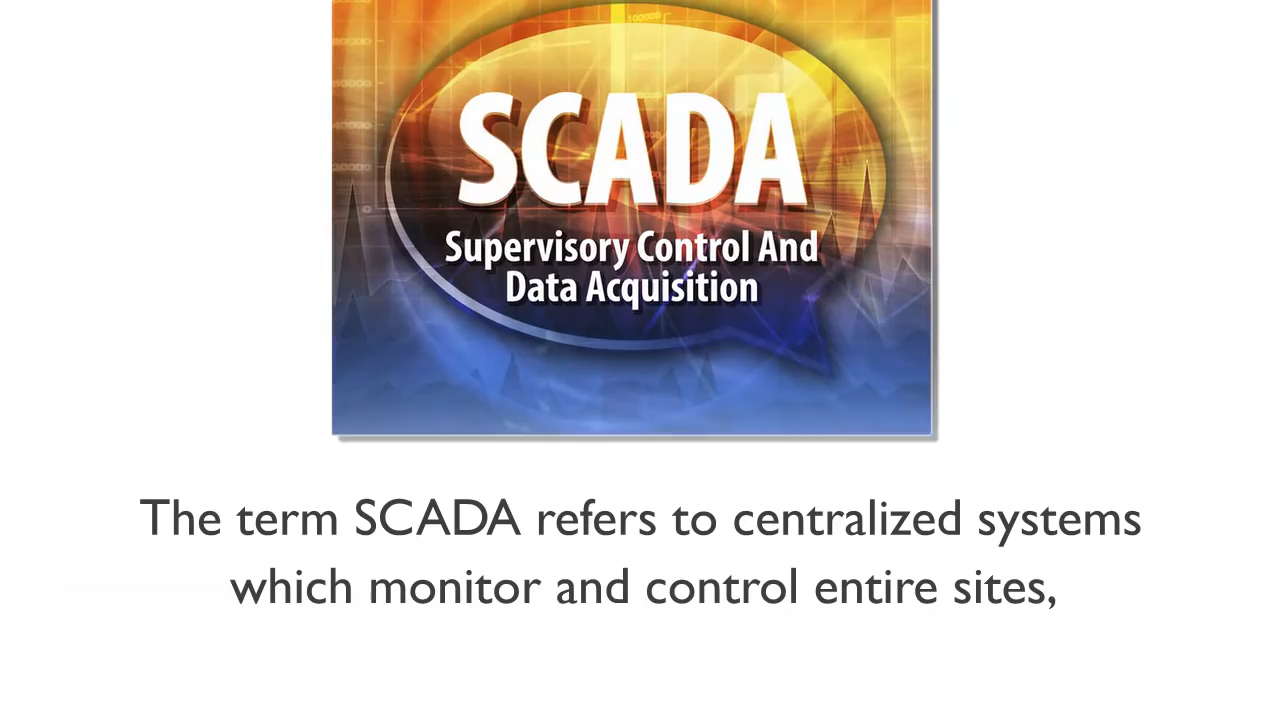 SCADA
Supervisory Control And
Data Acquisition
The term SCADA refers to centralized systems
which monitor and control entire sites,